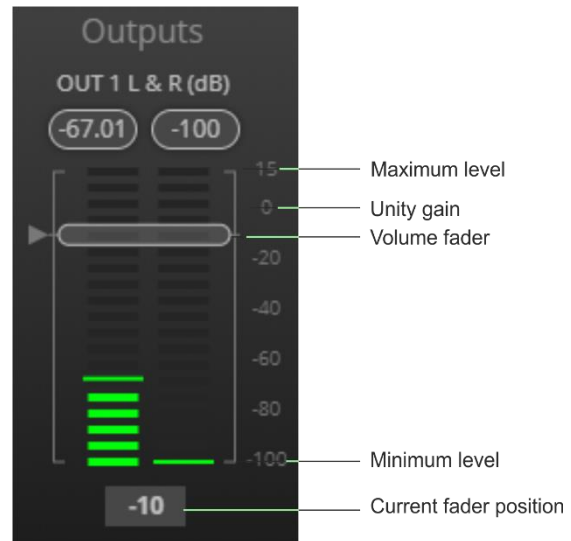 Outputs
OUT 1 L & R (dB)
-67.01 -100
15 Maximum level
0 Unity gain
Volume fader
-20
-40
-60
-80
-100 Minimum level
-10 Current fader position